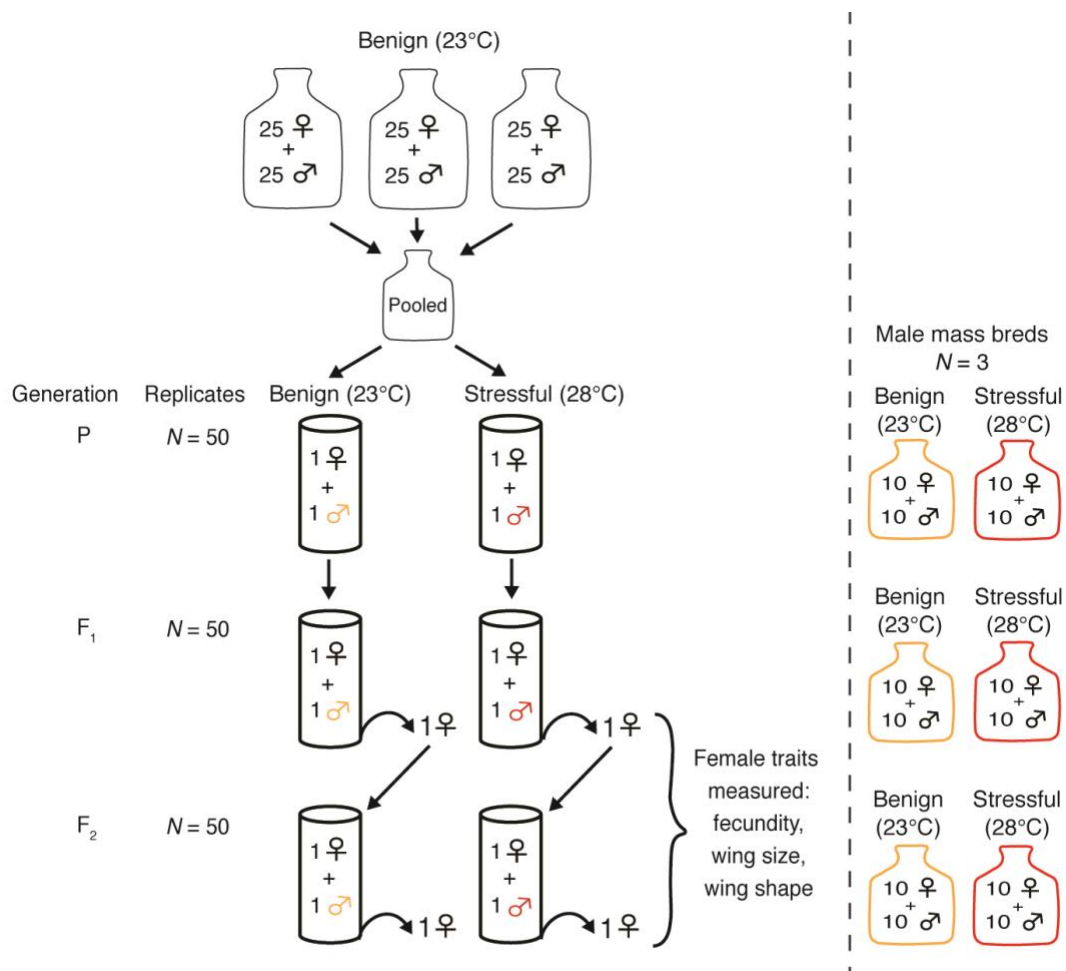 Benign (23°C)
25 ♀ 25 ♀ 25 ♀
+ + +
25 ♂ 25 ♂ 25 ♂
Pooled
Generation Replicates Benign (23°C) Stressful (28°C)
P N = 50
1 ♀ 1 ♀
+ +
1 ♂ 1 ♂
F₁ N = 50
1 ♀ 1 ♀
+ +
1 ♂ 1 ♂
1 ♀ 1 ♀
F₂ N = 50
1 ♀ 1 ♀
+ +
1 ♂ 1 ♂
1 ♀ 1 ♀
Female traits
measured:
fecundity,
wing size,
wing shape
Male mass breds
N = 3
Benign Stressful
(23°C) (28°C)
10 ♀ 10 ♀
+ +
10 ♂ 10 ♂
Benign Stressful
(23°C) (28°C)
10 ♀ 10 ♀
+ +
10 ♂ 10 ♂
Benign Stressful
(23°C) (28°C)
10 ♀ 10 ♀
+ +
10 ♂ 10 ♂